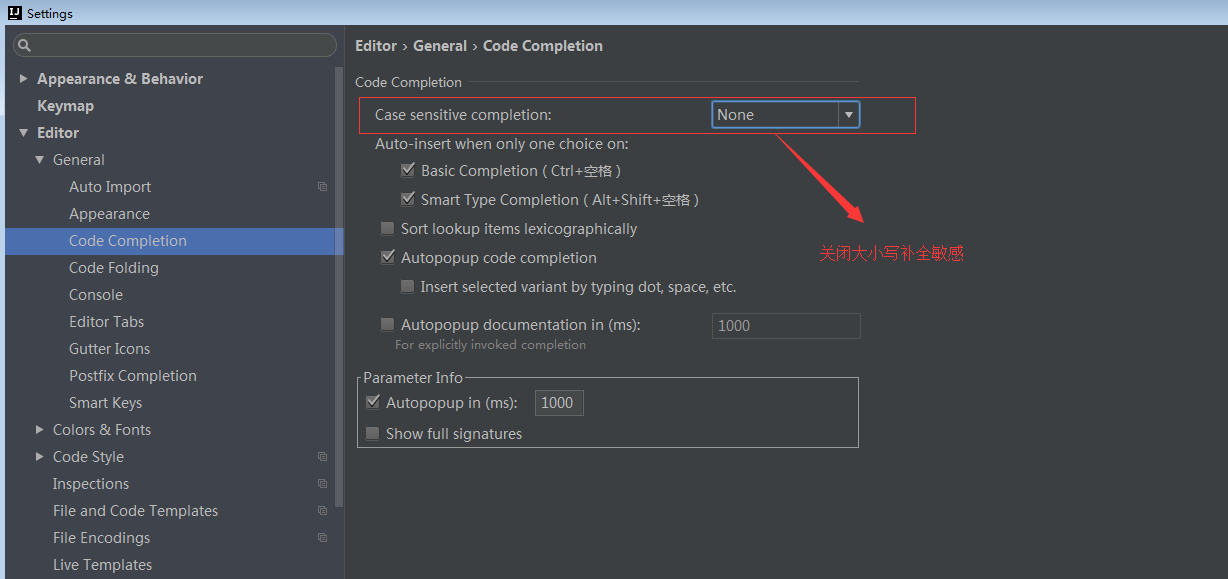 Settings
Appearance & Behavior
Keymap
Editor
General
Auto Import
Appearance
Code Completion
Code Folding
Console
Editor Tabs
Gutter Icons
Postfix Completion
Smart Keys
Colors & Fonts
Code Style
Inspections
File and Code Templates
File Encodings
Live Templates
Editor › General › Code Completion
Code Completion
Case sensitive completion: None
Auto-insert when only one choice on:
Basic Completion ( Ctrl+空格 )
Smart Type Completion ( Alt+Shift+空格 )
Sort lookup items lexicographically
Autopopup code completion
关闭大小写补全敏感
Insert selected variant by typing dot, space, etc.
Autopopup documentation in (ms): 1000
For explicitly invoked completion
Parameter Info
Autopopup in (ms): 1000
Show full signatures